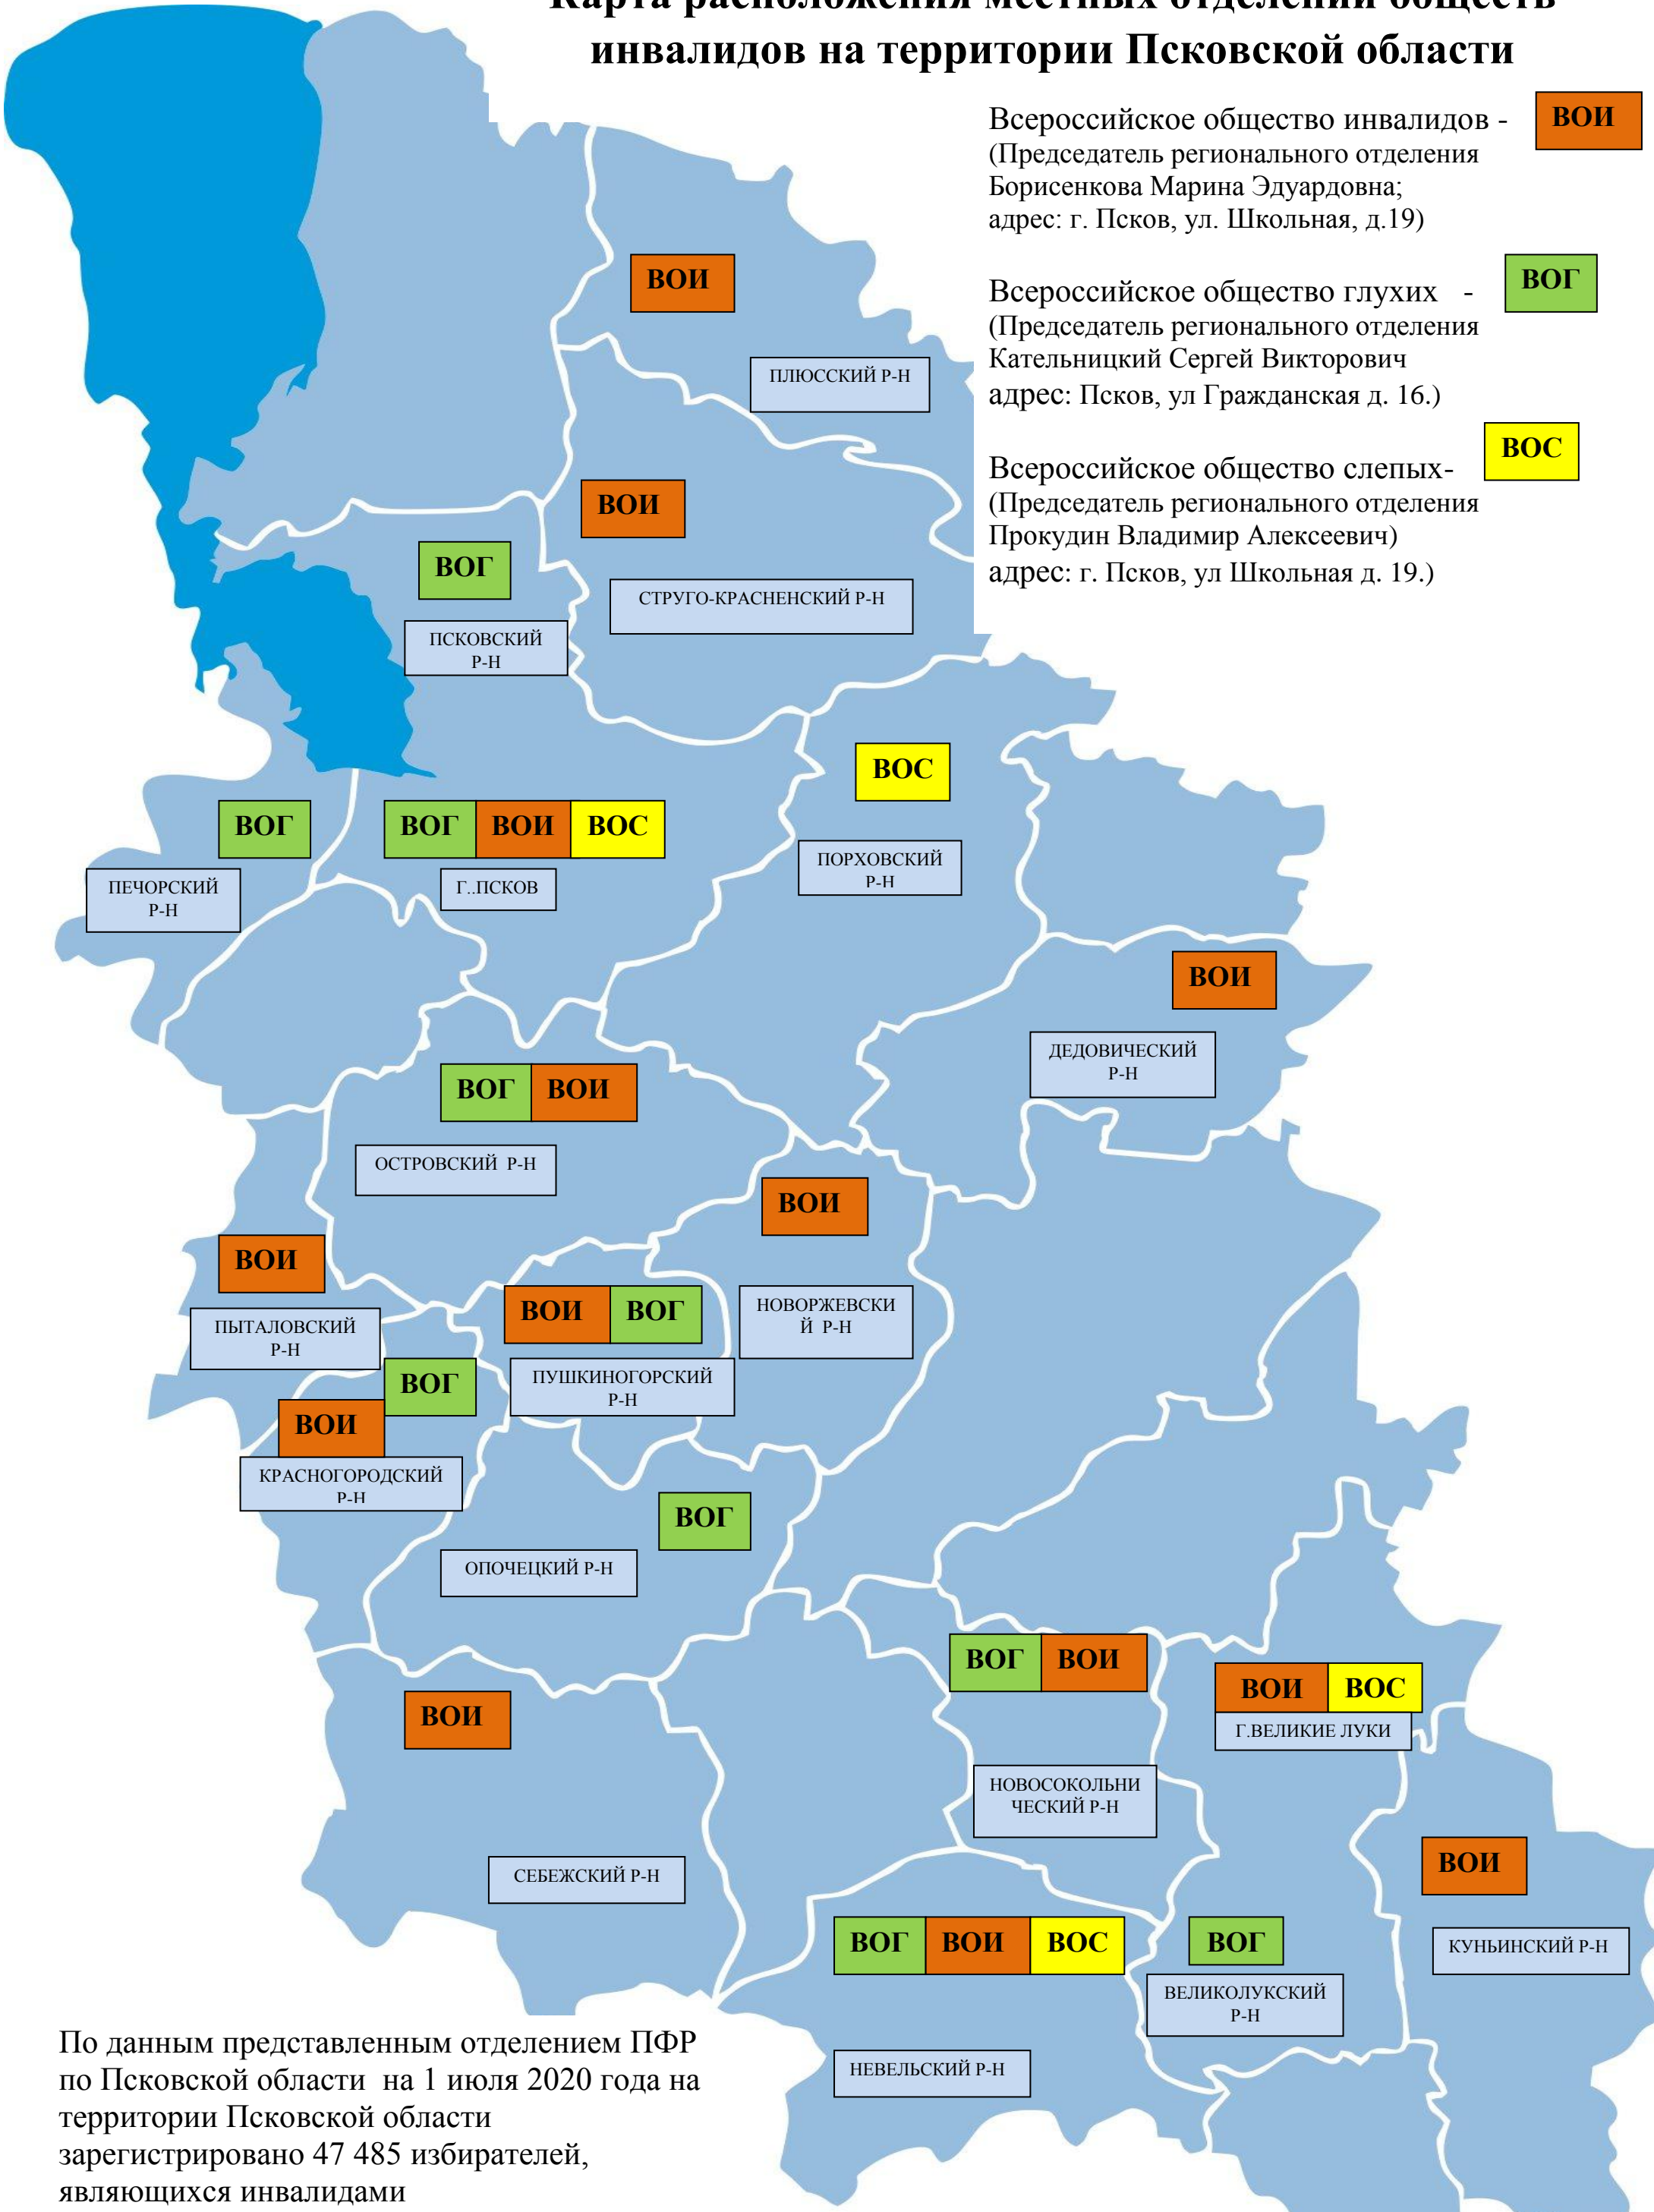 Карта расположения местных отделений обществ
инвалидов на территории Псковской области
Всероссийское общество инвалидов -
ВОИ
(Председатель регионального отделения
Борисенкова Марина Эдуардовна;
адрес: г. Псков, ул. Школьная, д.19)
Всероссийское общество глухих -
ВОГ
(Председатель регионального отделения
Кательницкий Сергей Викторович
адрес: Псков, ул Гражданская д. 16.)
Всероссийское общество слепых-
ВОС
(Председатель регионального отделения
Прокудин Владимир Алексеевич)
адрес: г. Псков, ул Школьная д. 19.)
ВОИ
ПЛЮССКИЙ Р-Н
ВОИ
СТРУГО-КРАСНЕНСКИЙ Р-Н
ВОГ
ПСКОВСКИЙ
Р-Н
ВОС
ПОРХОВСКИЙ
Р-Н
ВОГ
ПЕЧОРСКИЙ
Р-Н
ВОГ ВОИ ВОС
Г..ПСКОВ
ВОИ
ДЕДОВИЧЕСКИЙ
Р-Н
ВОГ ВОИ
ОСТРОВСКИЙ Р-Н
ВОИ
НОВОРЖЕВСКИ
Й Р-Н
ВОИ
ПЫТАЛОВСКИЙ
Р-Н
ВОИ ВОГ
ПУШКИНОГОРСКИЙ
Р-Н
ВОГ
ВОИ
КРАСНОГОРОДСКИЙ
Р-Н
ВОГ
ОПОЧЕЦКИЙ Р-Н
ВОГ ВОИ
НОВОСОКОЛЬНИ
ЧЕСКИЙ Р-Н
ВОИ ВОС
Г.ВЕЛИКИЕ ЛУКИ
ВОИ
СЕБЕЖСКИЙ Р-Н
ВОИ
КУНЬИНСКИЙ Р-Н
ВОГ ВОИ ВОС
НЕВЕЛЬСКИЙ Р-Н
ВОГ
ВЕЛИКОЛУКСКИЙ
Р-Н
По данным представленным отделением ПФР
по Псковской области на 1 июля 2020 года на
территории Псковской области
зарегистрировано 47 485 избирателей,
являющихся инвалидами